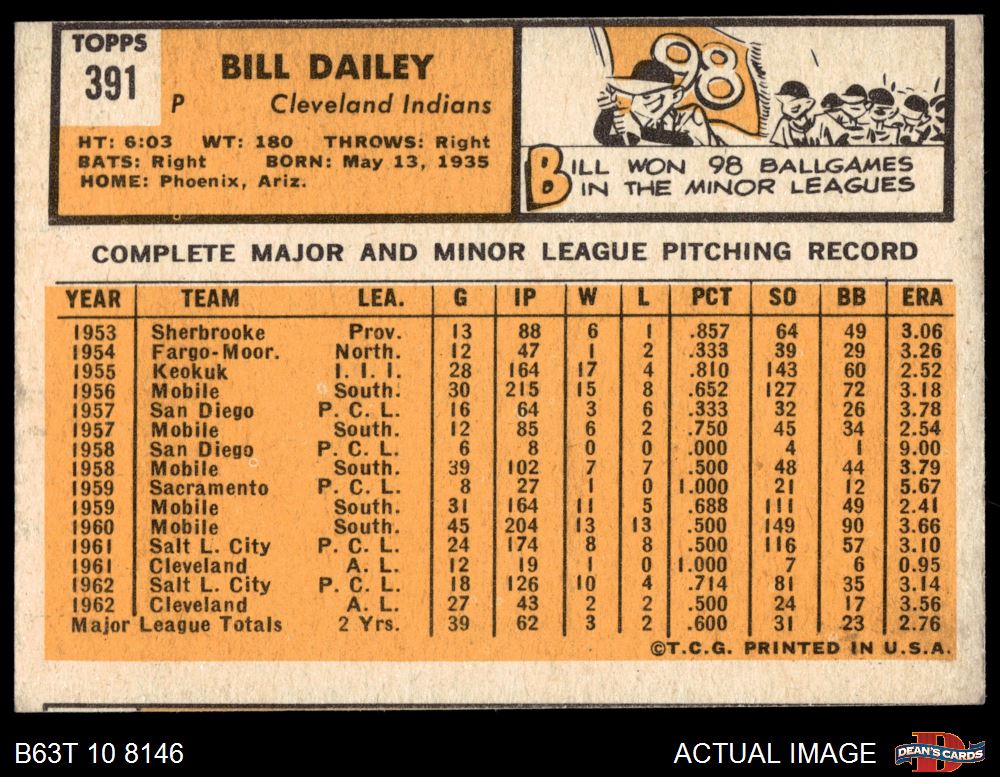 TOPPS
391
BILL DAILEY
P Cleveland Indians
HT: 6:03 WT: 180 THROWS: Right
BATS: Right BORN: May 13, 1935
HOME: Phoenix, Ariz.
98
BILL WON 98 BALLGAMES
IN THE MINOR LEAGUES
COMPLETE MAJOR AND MINOR LEAGUE PITCHING RECORD
YEAR TEAM LEA. G IP W L PCT SO BB ERA
1953 Sherbrooke Prov. 13 88 6 1 .857 64 49 3.06
1954 Fargo-Moor. North. 12 47 1 2 .333 39 29 3.26
1955 Keokuk I. I. I. 28 164 17 4 .810 143 60 2.52
1956 Mobile South. 30 215 15 8 .652 127 72 3.18
1957 San Diego P. C. L. 16 64 3 6 .333 32 26 3.78
1957 Mobile South. 12 85 6 2 .750 45 34 2.54
1958 San Diego P. C. L. 6 8 0 0 .000 4 1 9.00
1958 Mobile South. 39 102 7 7 .500 48 44 3.79
1959 Sacramento P. C. L. 8 27 1 0 1.000 21 12 5.67
1959 Mobile South. 31 164 11 5 .688 111 49 2.41
1960 Mobile South. 45 204 13 13 .500 149 90 3.66
1961 Salt L. City P. C. L. 24 174 8 8 .500 116 57 3.10
1961 Cleveland A. L. 12 19 1 0 1.000 7 6 0.95
1962 Salt L. City P. C. L. 18 126 10 4 .714 81 35 3.14
1962 Cleveland A. L. 27 43 2 2 .500 24 17 3.56
Major League Totals 2 Yrs. 39 62 3 2 .600 31 23 2.76
©T.C.G. PRINTED IN U.S.A.
B63T 10 8146 ACTUAL IMAGE DEAN'S CARDS